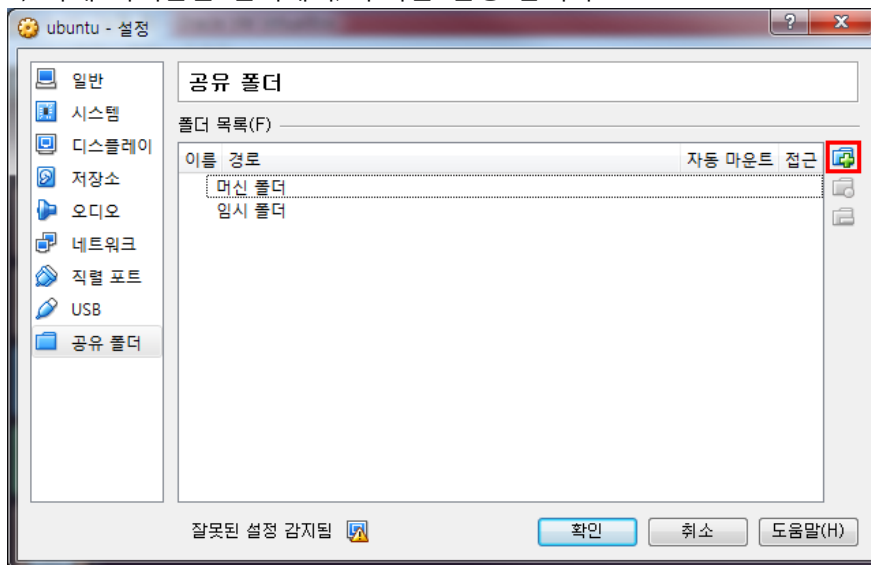 ubuntu - 설정
일반
시스템
디스플레이
저장소
오디오
네트워크
직렬 포트
USB
공유 폴더
공유 폴더
폴더 목록(F)
이름 경로 자동 마운트 접근
머신 폴더
임시 폴더
잘못된 설정 감지됨 확인 취소 도움말(H)